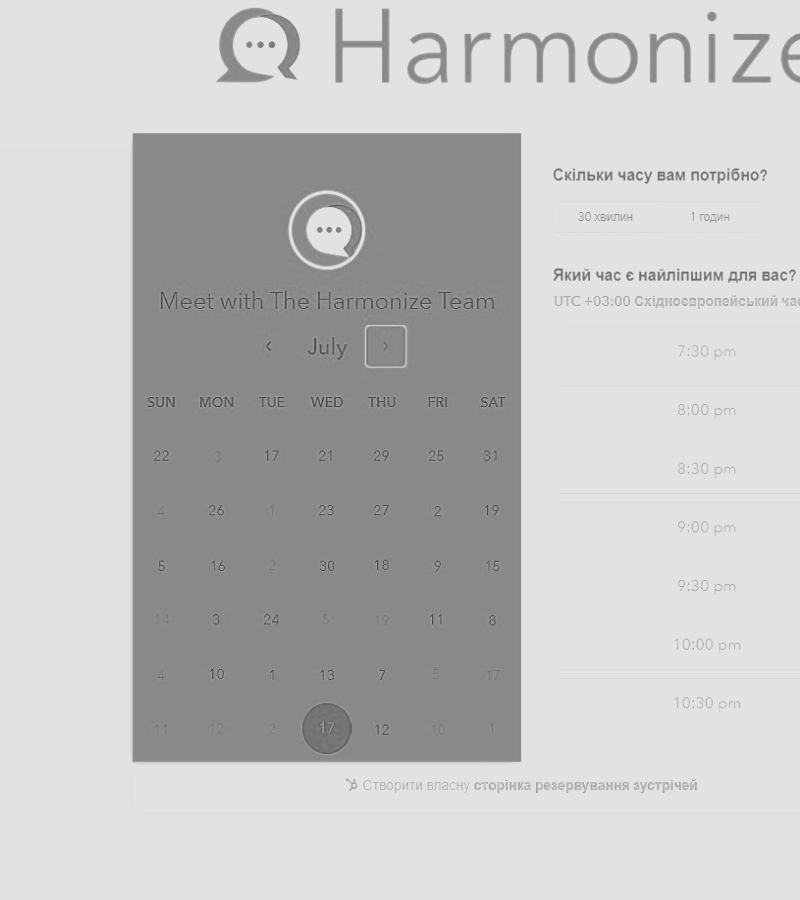 Harmonize
Meet with The Harmonize Team
July
SUN MON TUE WED THU FRI SAT
22 3 17 21 29 25 31
4 26 1 23 27 2 19
5 16 2 30 18 9 15
14 3 24 5 19 11 8
4 10 1 13 7 5 17
11 12 2 17 12 10 1
Скільки часу вам потрібно?
30 хвилин 1 годин
Який час є найліпшим для вас?
UTC +03:00 Східноєвропейський
7:30 pm
8:00 pm
8:30 pm
9:00 pm
9:30 pm
10:00 pm
10:30 pm
Створити власну сторінка резервування зустрічей